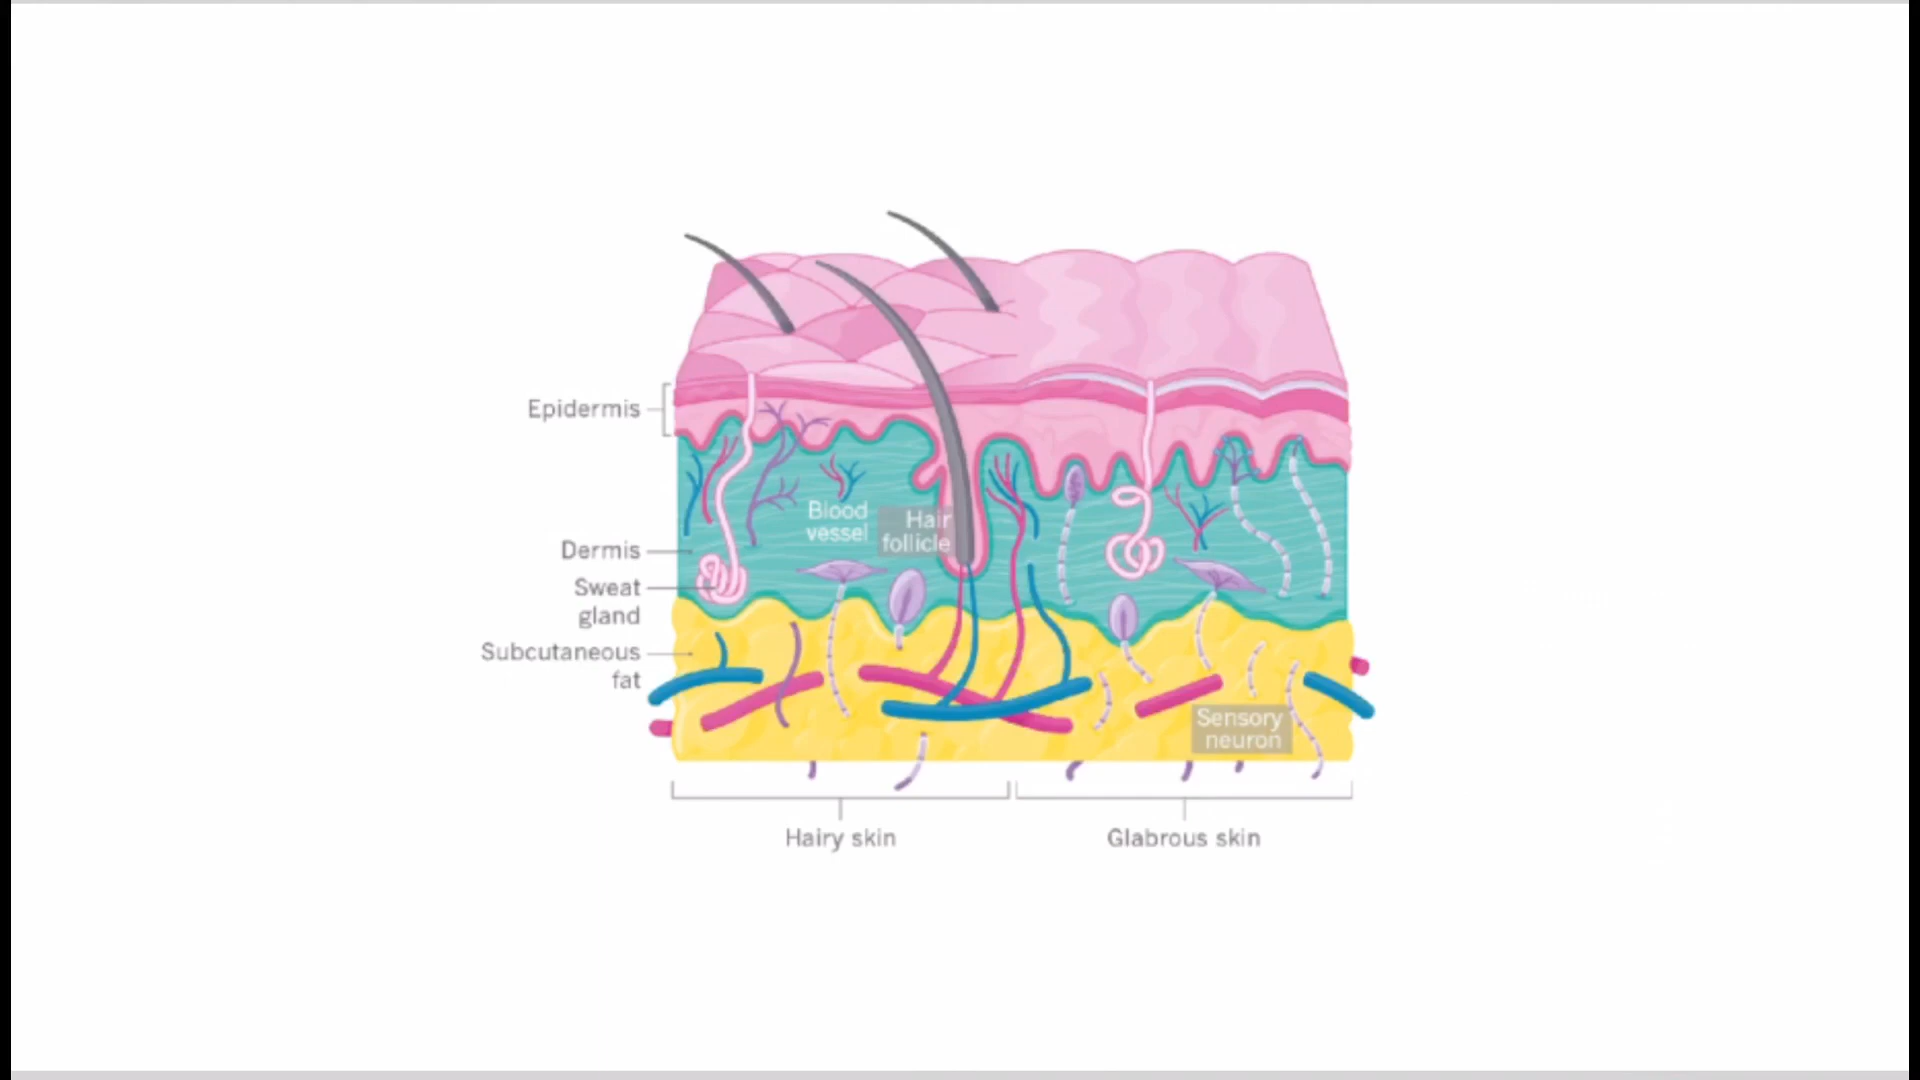 Epidermis
Blood
vessel
Hair
follicle
Dermis
Sweat
gland
Subcutaneous
fat
Sensory
neuron
Hairy skin
Glabrous skin